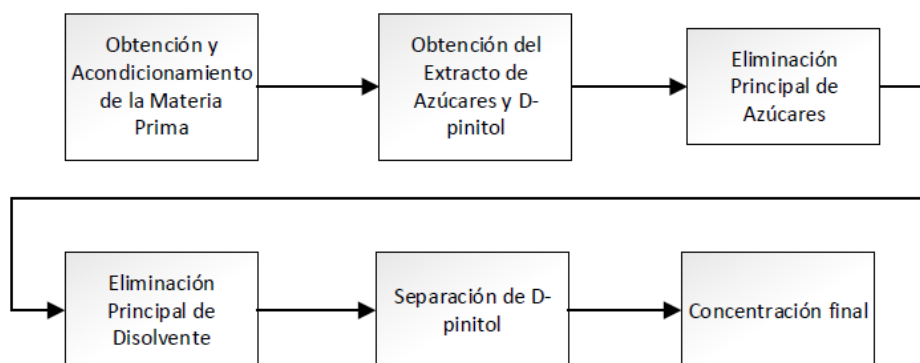 Obtención y
Acondicionamiento
de la Materia
Prima
Obtención del
Extracto de
Azúcares y D-
pinitol
Eliminación
Principal de
Azúcares
Eliminación
Principal de
Disolvente
Separación de D-
pinitol
Concentración final